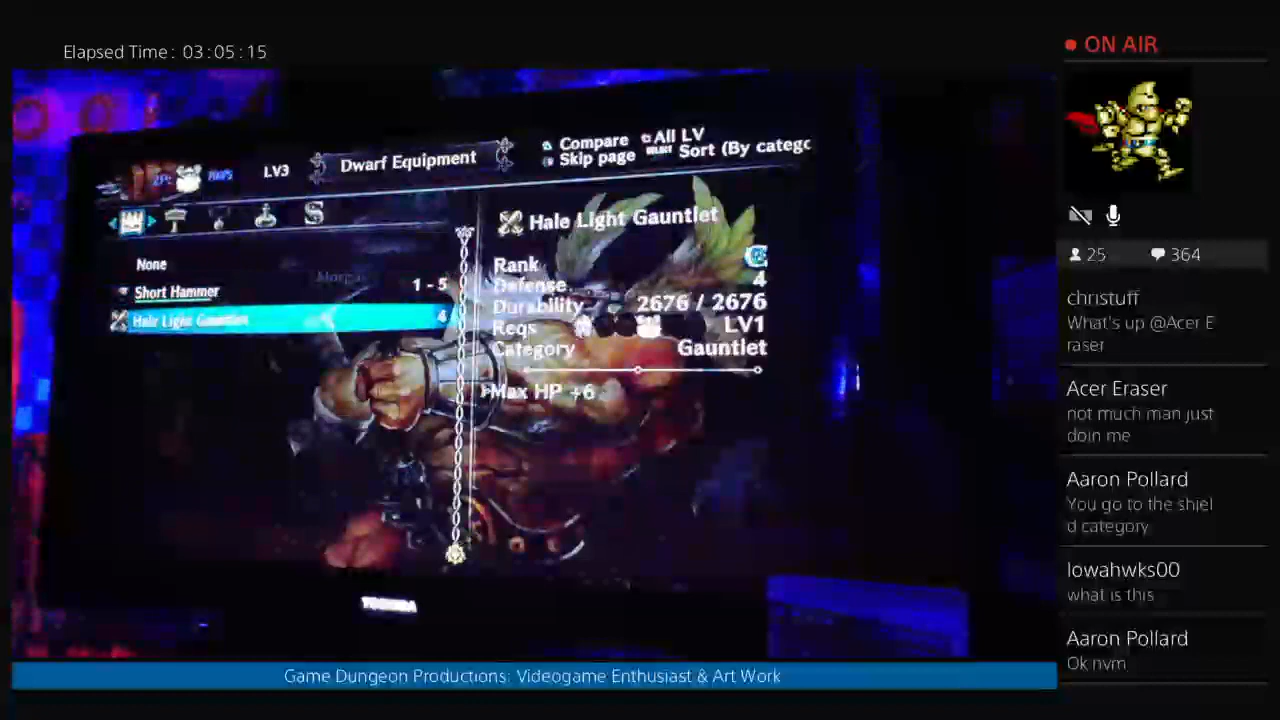 Elapsed Time: 03:05:15
ON AIR
LV3
Dwarf Equipment
Compare
All LV
Skip page
SELECT Sort (By catego
None
Short Hammer 1 - 5
Hale Light Gauntlet 4
Hale Light Gauntlet
Rank C
Defense 4
Durability 2676 / 2676
Reqs LV1
Category Gauntlet
Max HP +6
TOSHIBA
Game Dungeon Productions: Videogame Enthusiast & Art Work
25 364
christuff
What's up @Acer E
raser
Acer Eraser
not much man just
doin me
Aaron Pollard
You go to the shiel
d category
Iowahwks00
what is this
Aaron Pollard
Ok nvm